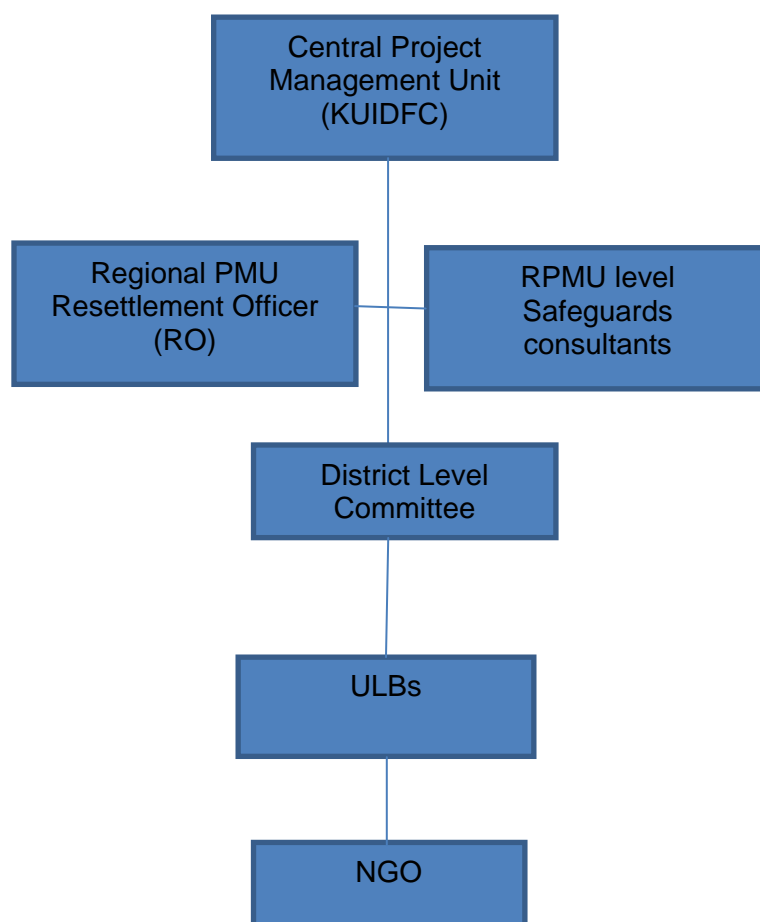 Central Project
Management Unit
(KUIDFC)
Regional PMU
Resettlement Officer
(RO)
RPMU level
Safeguards
consultants
District Level
Committee
ULBs
NGO